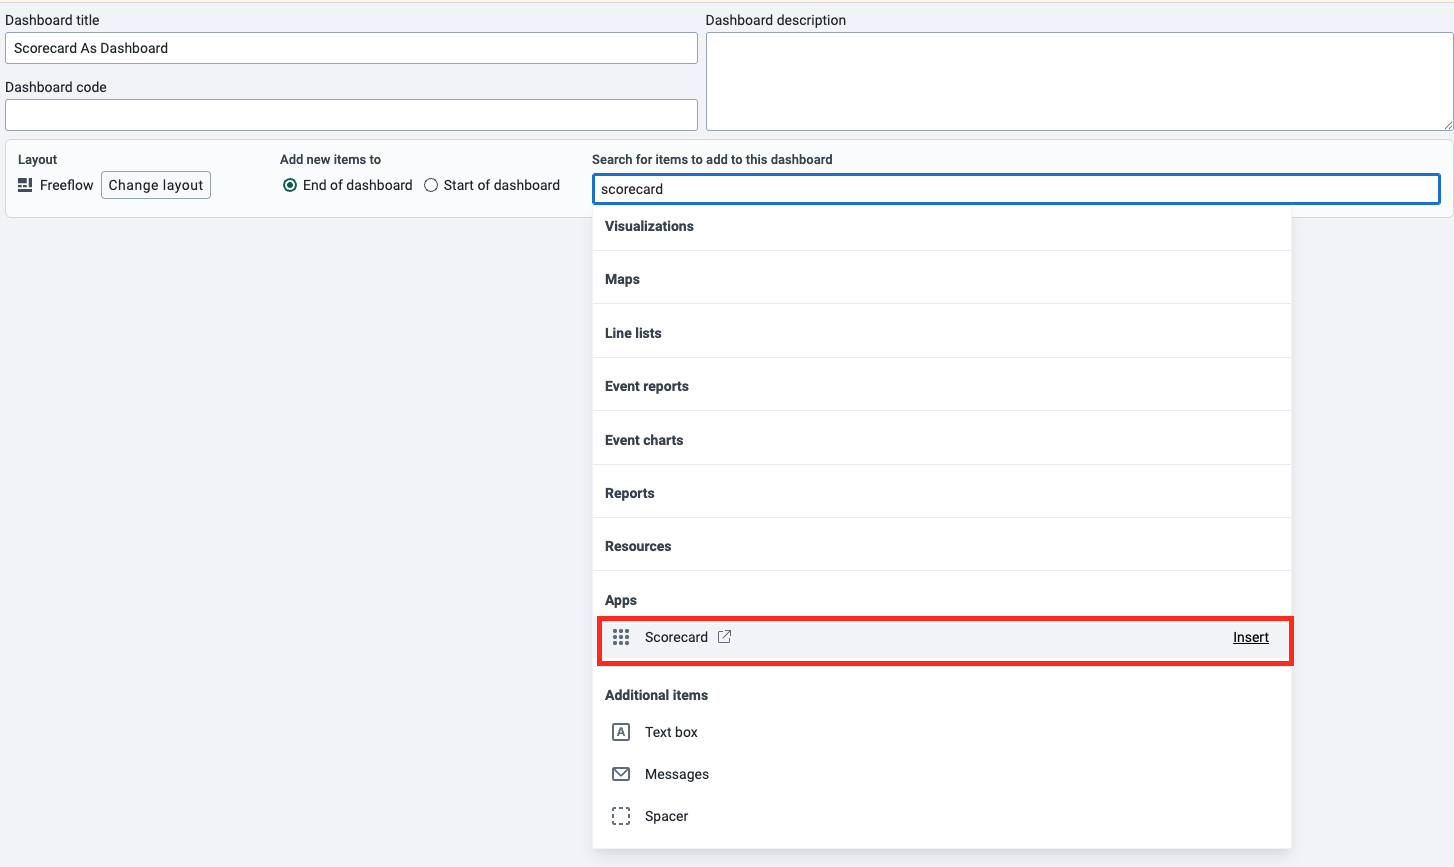 Dashboard title
Scorecard As Dashboard
Dashboard code
Dashboard description
Layout
Freeflow
Change layout
Add new items to
End of dashboard
Start of dashboard
Search for items to add to this dashboard
scorecard
Visualizations
Maps
Line lists
Event reports
Event charts
Reports
Resources
Apps
Scorecard
Insert
Additional items
A
Text box
Messages
Spacer